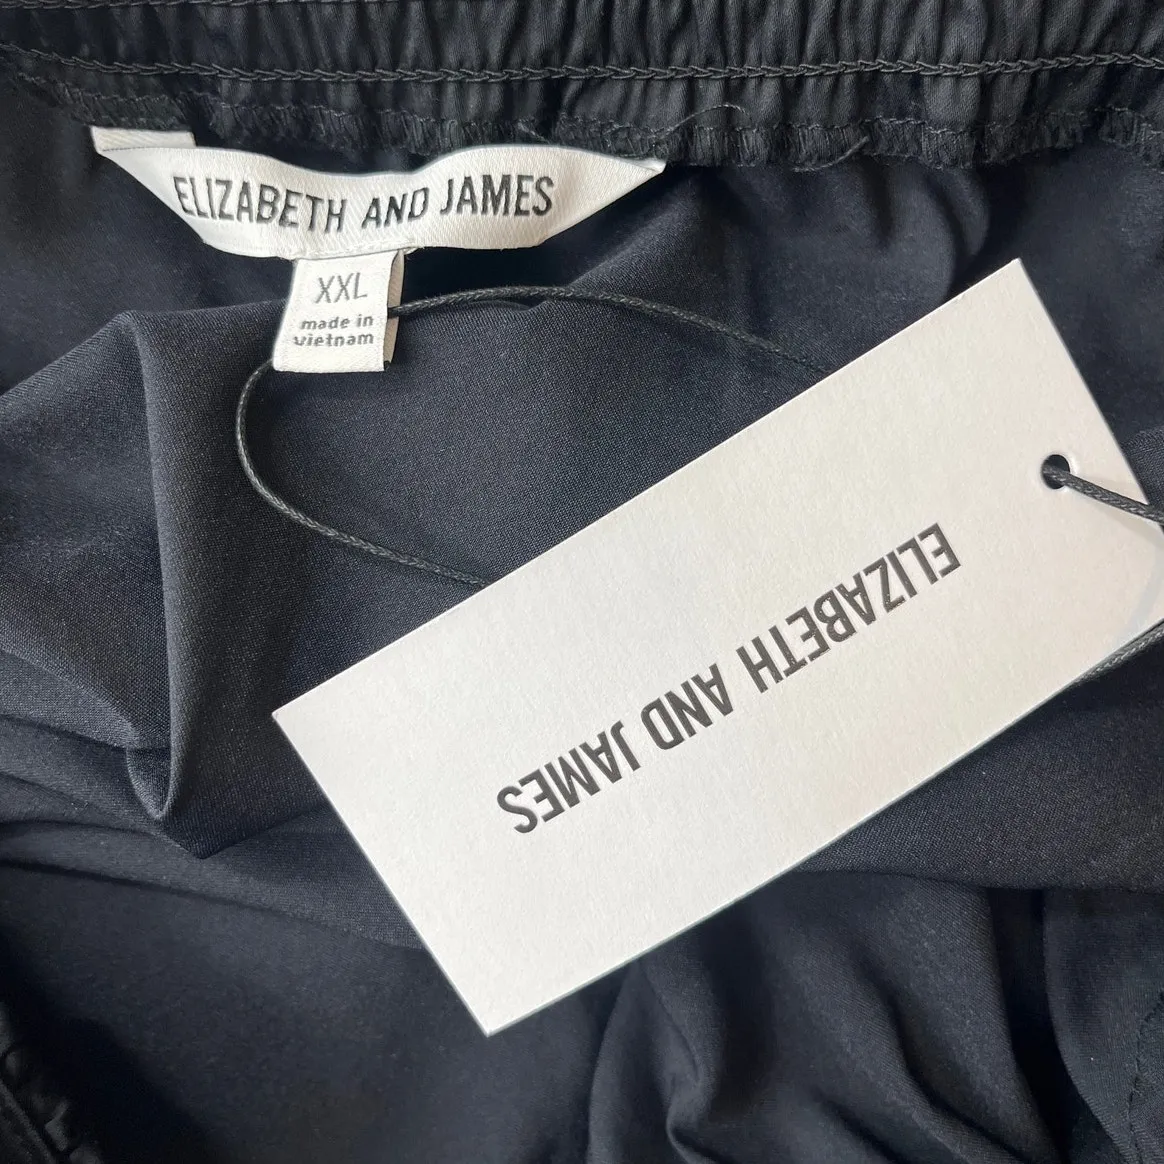 ELIZABETH AND JAMES
XXL
made in
vietnam
ELIZABETH AND JAMES